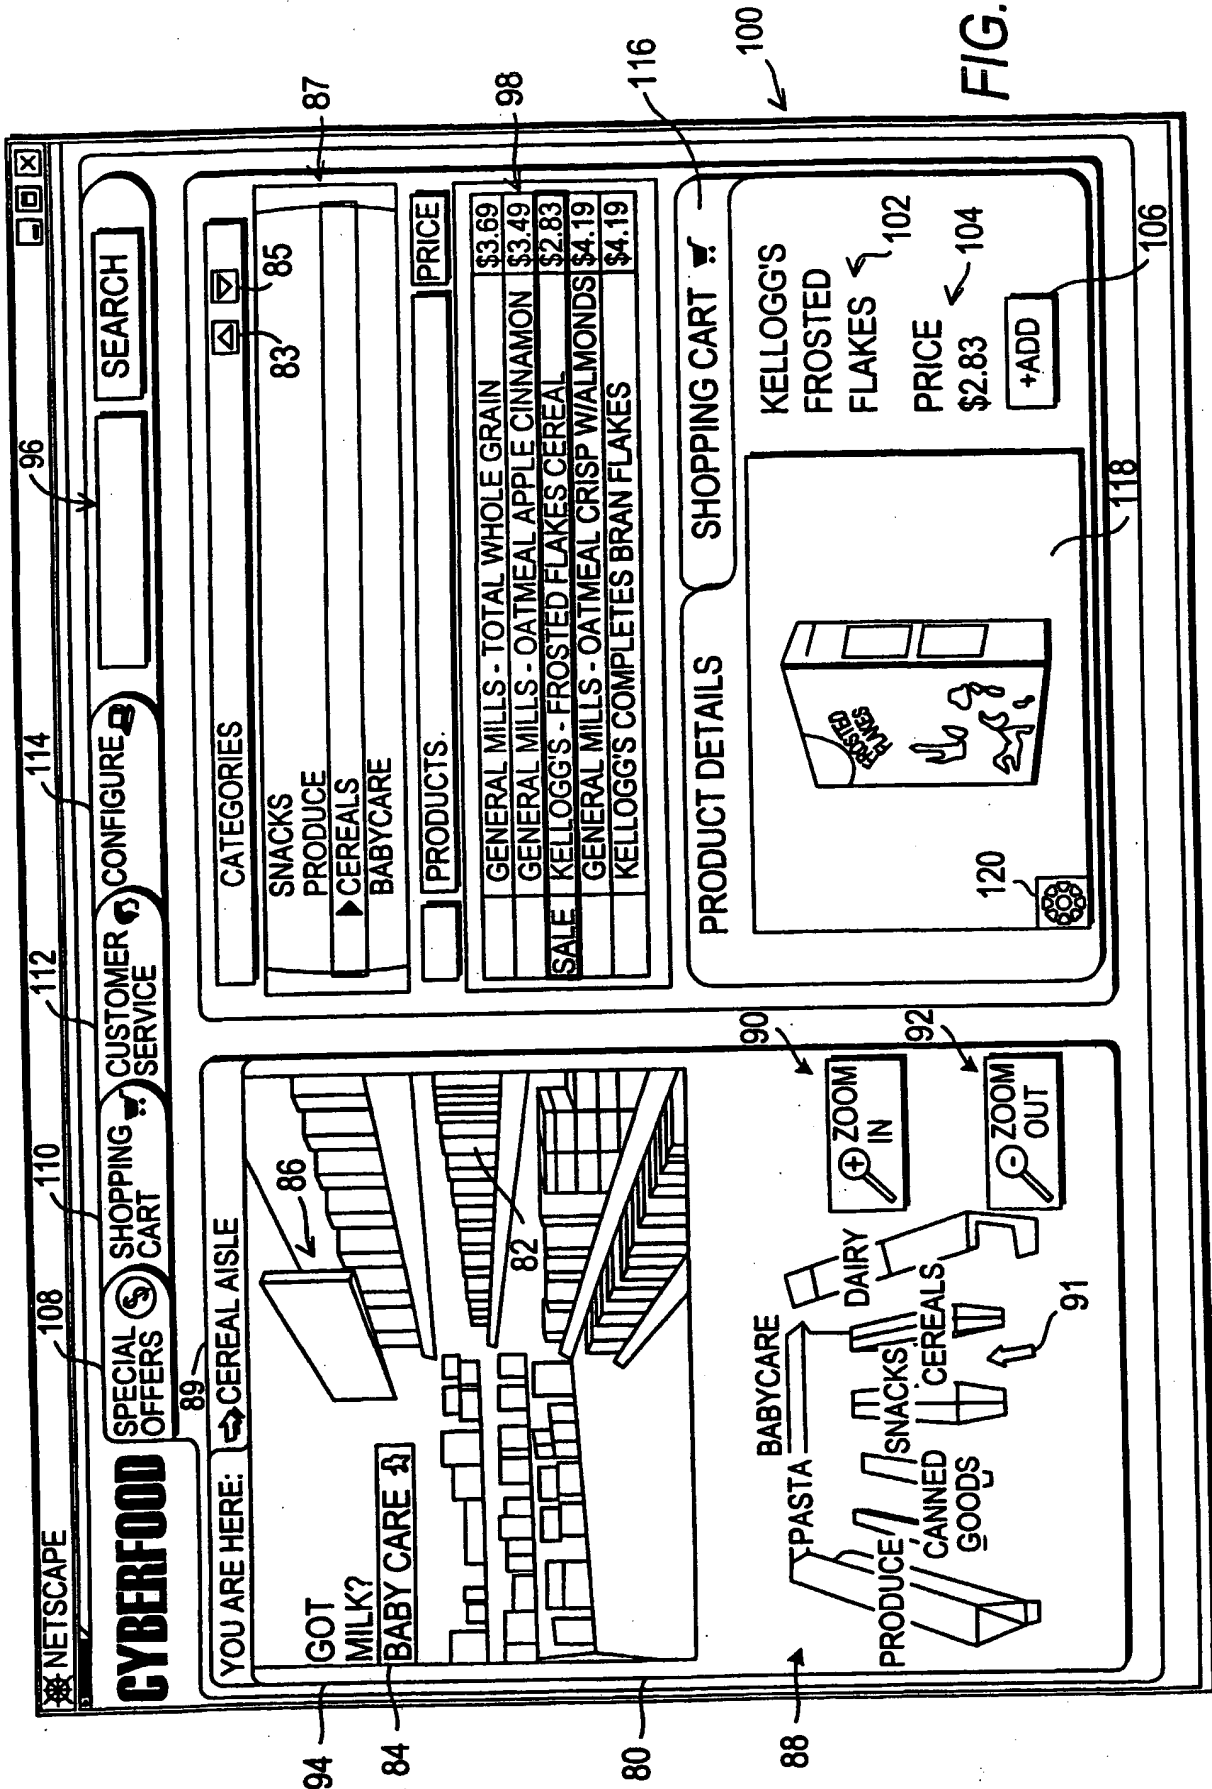 NETSCAPE
CYBERFOOD
108
SPECIAL
OFFERS $
110
SHOPPING
CART
112
CUSTOMER
SERVICE
114
CONFIGURE
96
SEARCH
89
YOU ARE HERE:
CEREAL AISLE
94
GOT
MILK?
84
BABY CARE
86
82
80
88
BABYCARE
PASTA
DAIRY
PRODUCE
CANNED
GOODS
SNACKS
CEREALS
91
90
ZOOM
IN
92
ZOOM
OUT
CATEGORIES
83
85
87
SNACKS
PRODUCE
CEREALS
BABYCARE
PRODUCTS.
PRICE
98
GENERAL MILLS - TOTAL WHOLE GRAIN $3.69
GENERAL MILLS - OATMEAL APPLE CINNAMON $3.49
SALE KELLOGG'S - FROSTED FLAKES CEREAL $2.83
GENERAL MILLS - OATMEAL CRISP W/ALMONDS $4.19
KELLOGG'S COMPLETES BRAN FLAKES $4.19
PRODUCT DETAILS
SHOPPING CART
116
FROSTED
FLAKES
120
118
KELLOGG'S
FROSTED
FLAKES
102
PRICE
$2.83
104
+ADD
106
100
FIG.